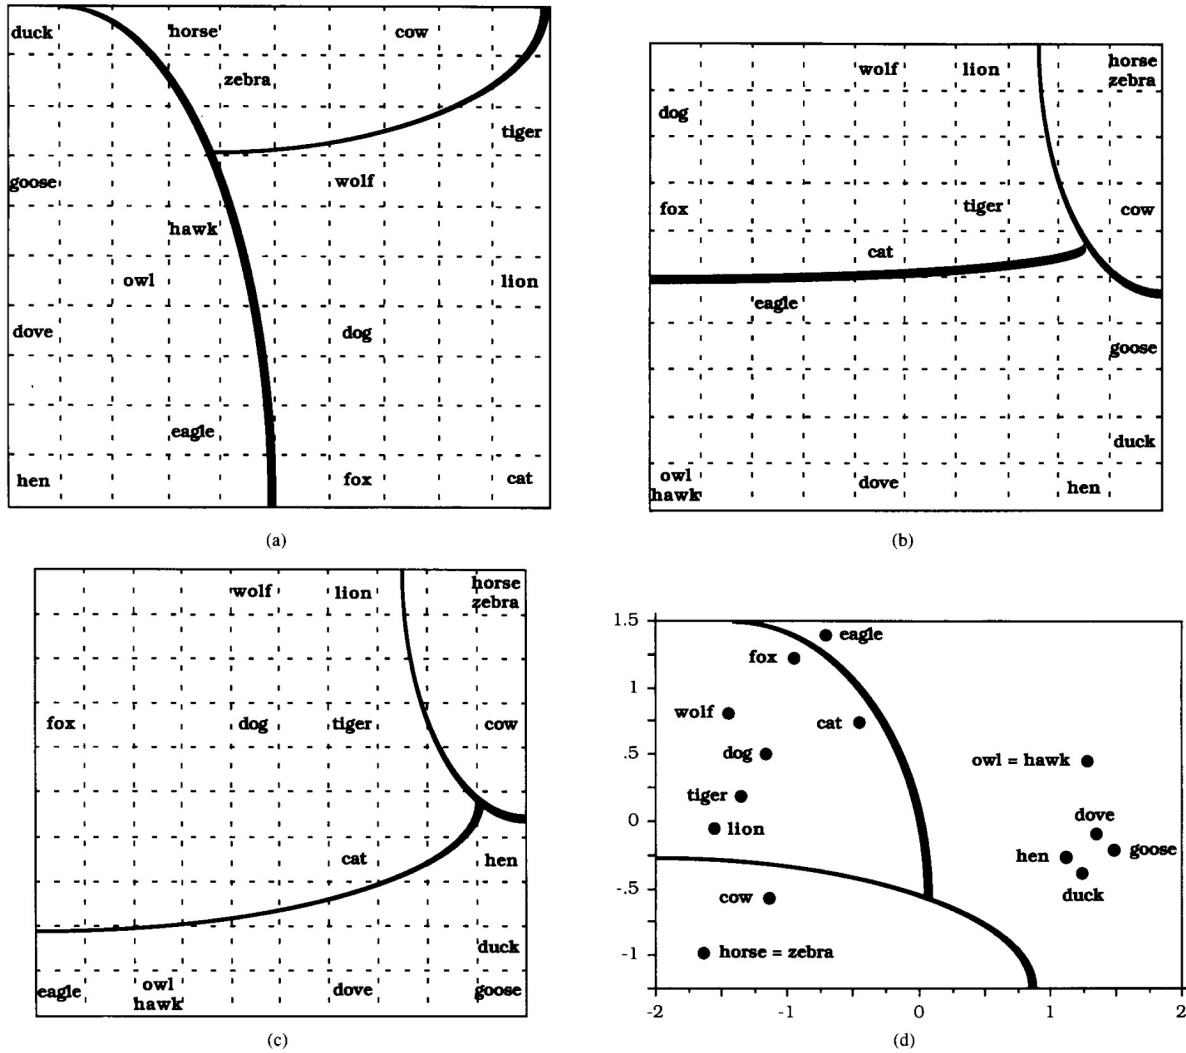 duck horse cow
zebra
tiger
goose wolf
hawk
owl lion
dove dog
eagle
hen fox cat
(a)
wolf lion horse
zebra
dog
fox tiger cow
cat
eagle
goose
duck
owl
hawk dove hen
(b)
wolf lion horse
zebra
fox dog tiger cow
cat hen
duck
eagle owl
hawk dove goose
(c)
1.5
eagle
fox
1
wolf
cat
.5
dog
owl = hawk
tiger
0
lion
dove
hen
goose
-.5
duck
cow
-1
horse = zebra
-2 -1 0 1 2
(d)